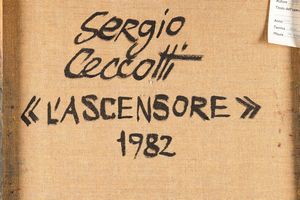 Sergio
Ceccotti
«L'ASCENSORE»
1982